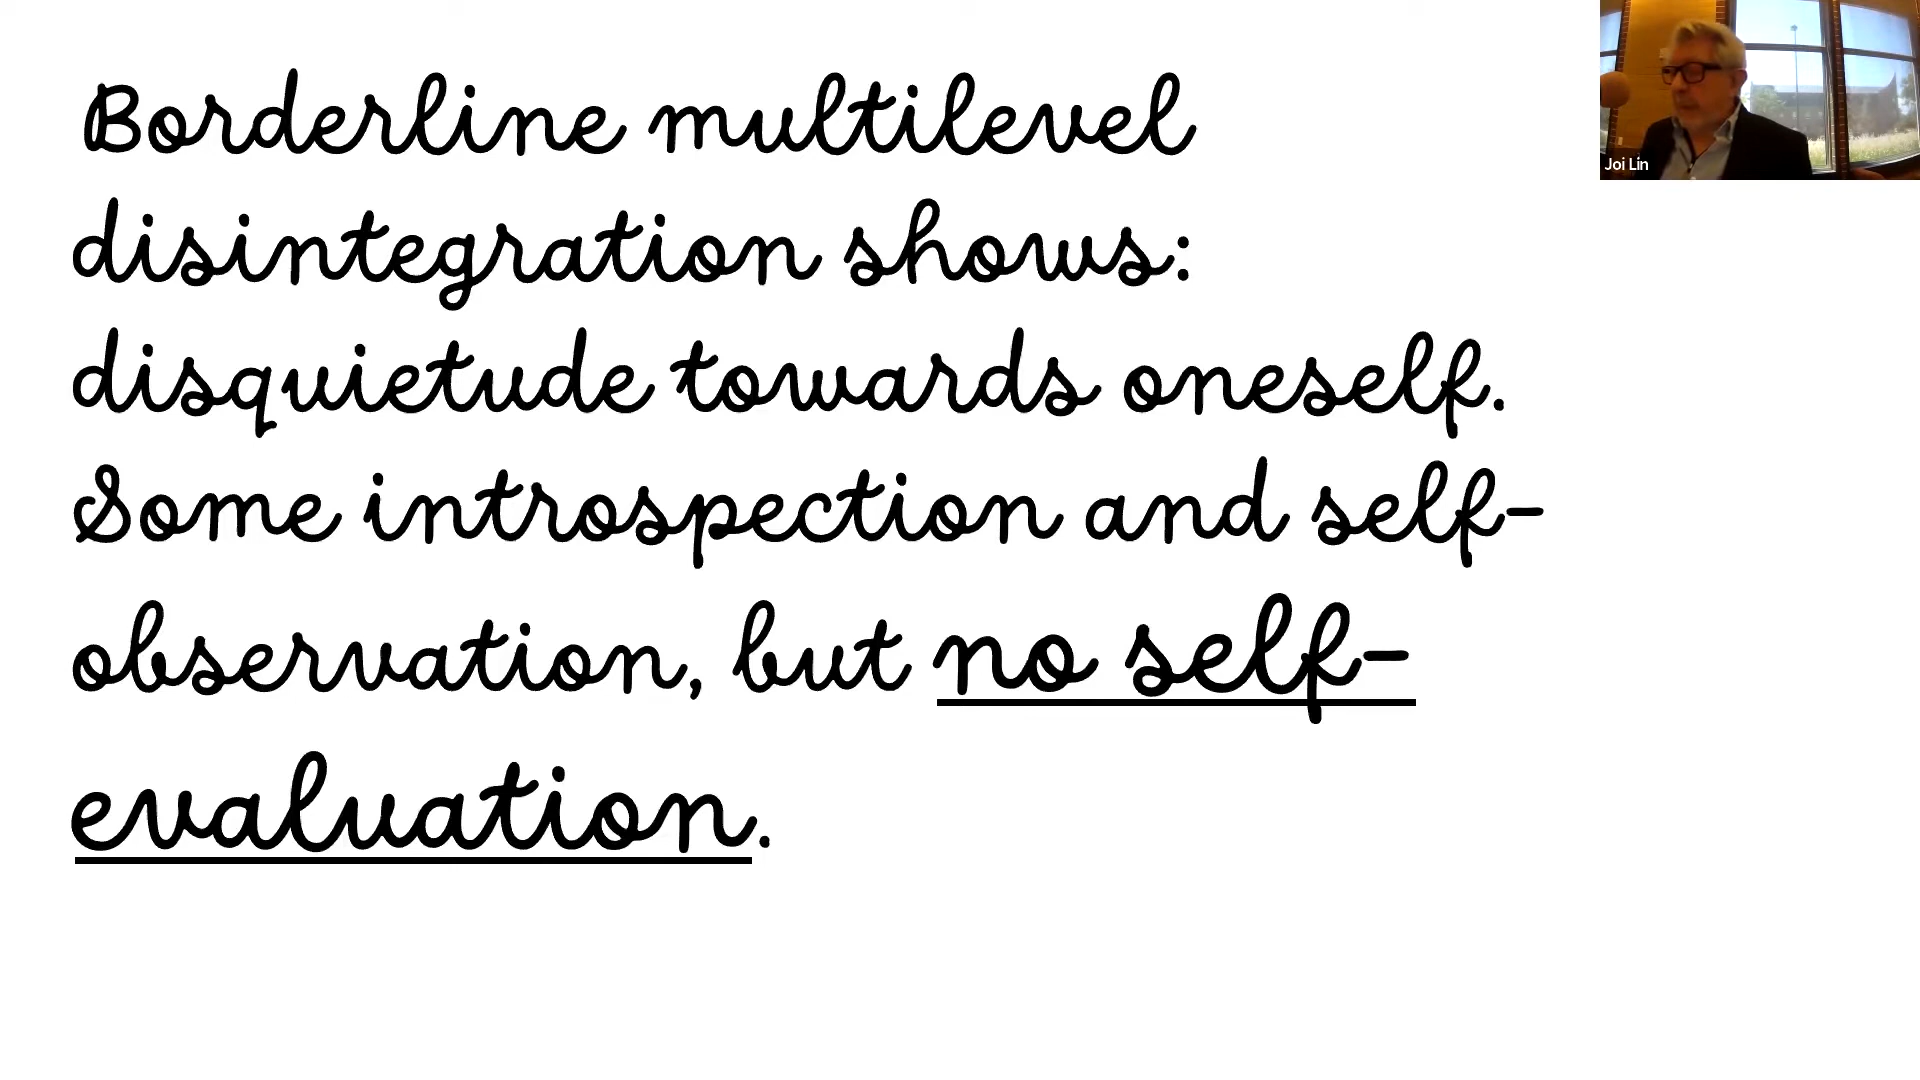 Borderline multilevel
disintegration shows:
disquietude towards oneself.
Some introspection and self-
observation, but no self-
evaluation.
Joi Lin